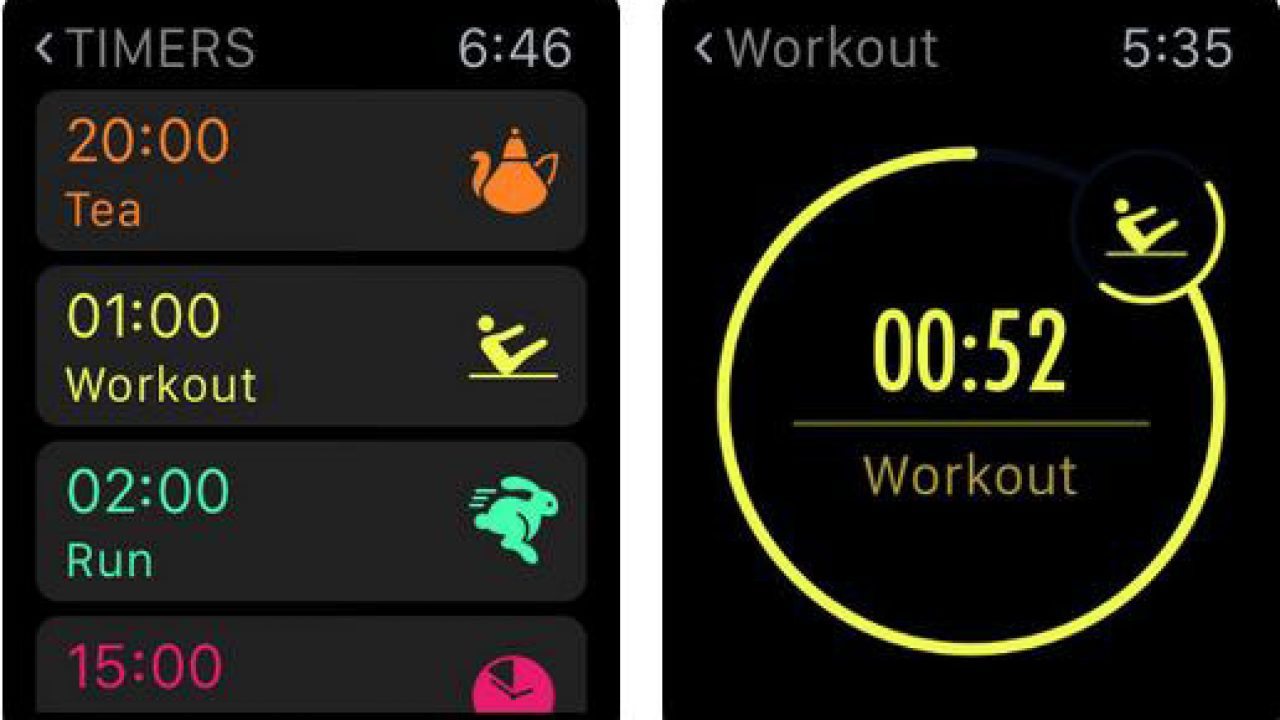 < TIMERS 6:46
20:00
Tea
01:00
Workout
02:00
Run
15:00
< Workout 5:35
00:52
Workout